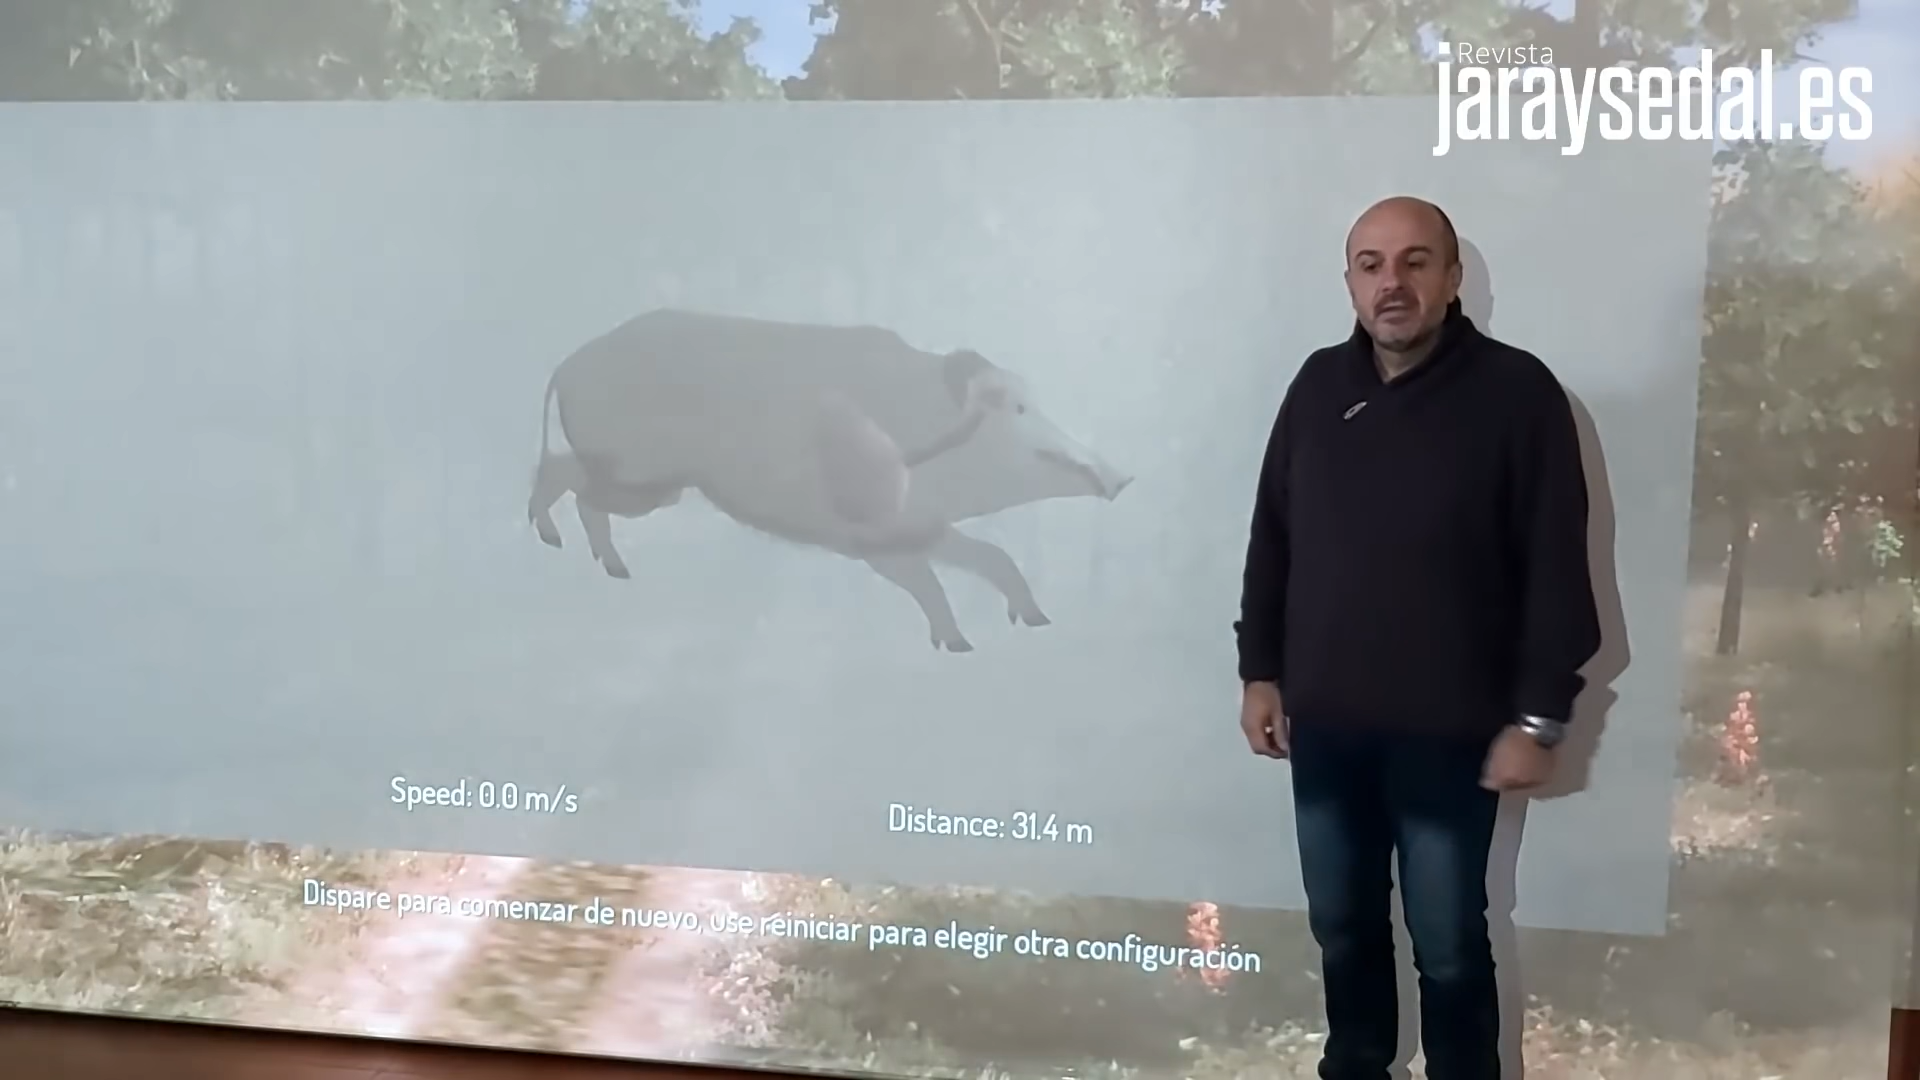 Revista
jaraysedal.es
Speed: 0.0 m/s
Distance: 31.4 m
Dispare para comenzar de nuevo, use reiniciar para elegir otra configuración